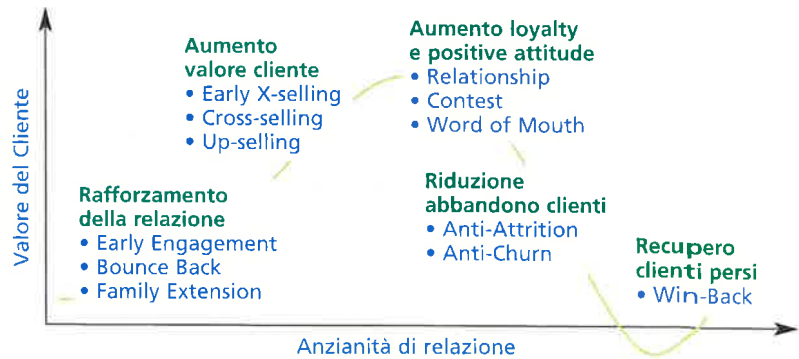 Valore del Cliente
Aumento
valore cliente
• Early X-selling
• Cross-selling
• Up-selling
Aumento loyalty
e positive attitude
• Relationship
• Contest
• Word of Mouth
Rafforzamento
della relazione
• Early Engagement
• Bounce Back
• Family Extension
Riduzione
abbandono clienti
• Anti-Attrition
• Anti-Churn
Recupero
clienti persi
• Win-Back
Anzianità di relazione